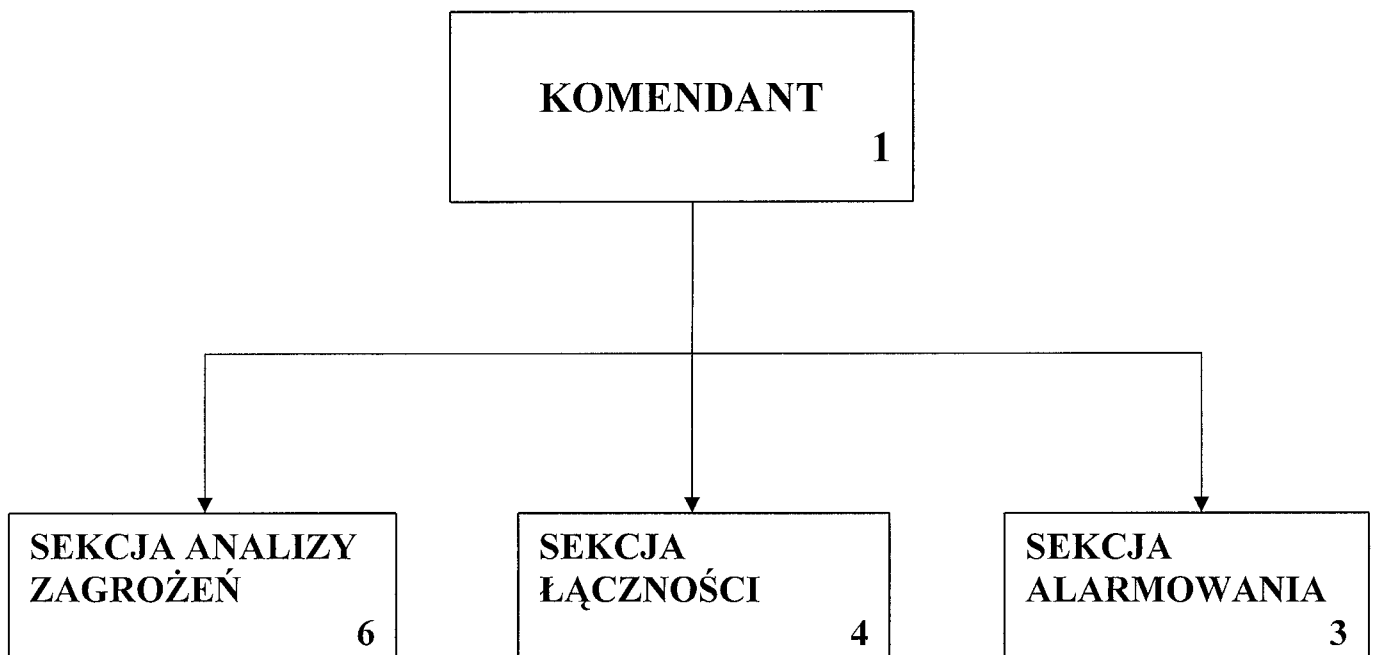 KOMENDANT
1
SEKCJA ANALIZY
ZAGROŻEŃ
6
SEKCJA
ŁĄCZNOŚCI
4
SEKCJA
ALARMOWANIA
3